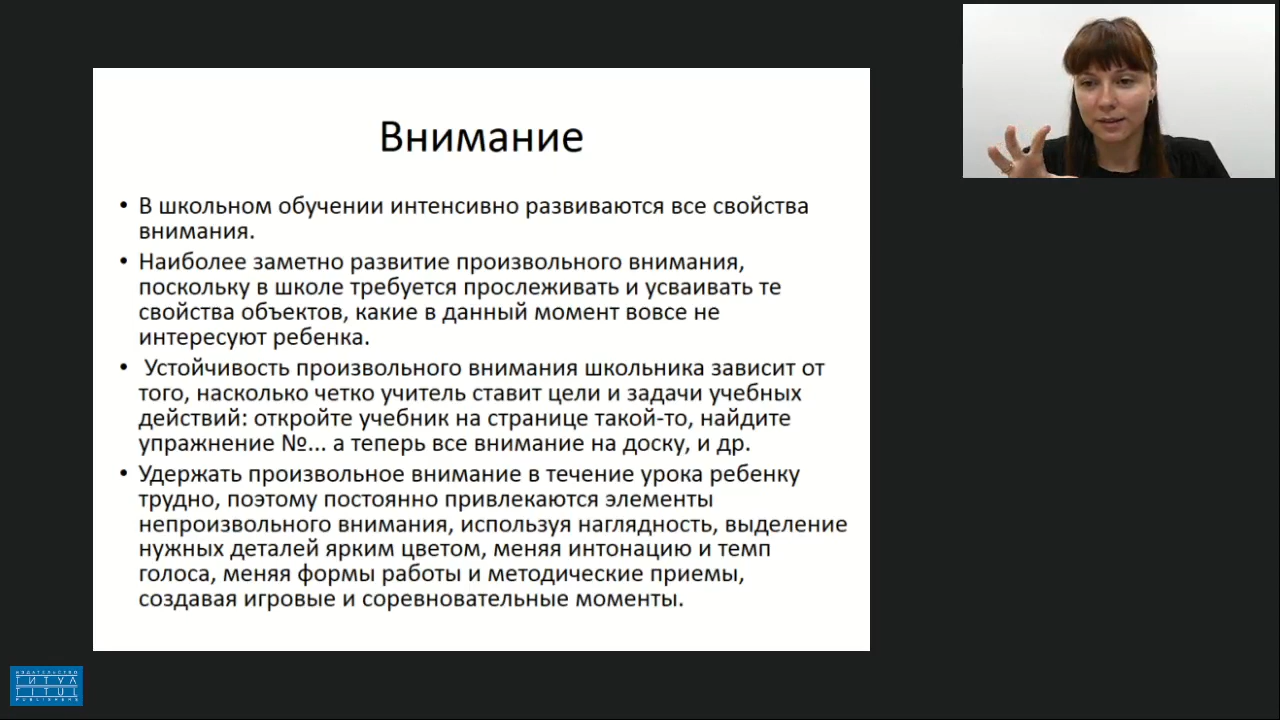 Внимание
• В школьном обучении интенсивно развиваются все свойства
внимания.
• Наиболее заметно развитие произвольного внимания,
поскольку в школе требуется прослеживать и усваивать те
свойства объектов, какие в данный момент вовсе не
интересуют ребенка.
• Устойчивость произвольного внимания школьника зависит от
того, насколько четко учитель ставит цели и задачи учебных
действий: откройте учебник на странице такой-то, найдите
упражнение №... а теперь все внимание на доску, и др.
• Удержать произвольное внимание в течение урока ребенку
трудно, поэтому постоянно привлекаются элементы
непроизвольного внимания, используя наглядность, выделение
нужных деталей ярким цветом, меняя интонацию и темп
голоса, меняя формы работы и методические приемы,
создавая игровые и соревновательные моменты.
ИЗДАТЕЛЬСТВО
ТИТУЛ
TITUL
PUBLISHERS